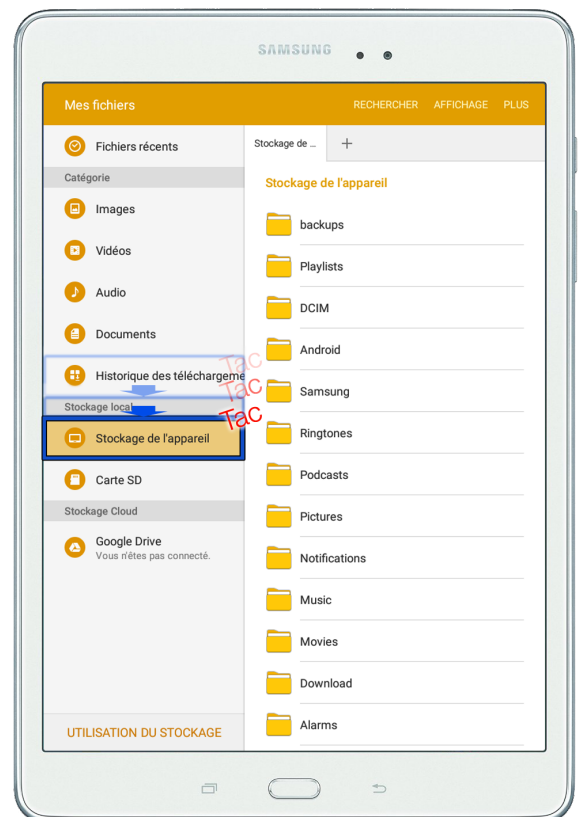 SAMSUNG
Mes fichiers
RECHERCHER AFFICHAGE PLUS
Fichiers récents
Catégorie
Images
Vidéos
Audio
Documents
Historique des téléchargeme
Tac
Tac
Stockage local
Tac
Stockage de l'appareil
Carte SD
Stockage Cloud
Google Drive
Vous n'êtes pas connecté.
UTILISATION DU STOCKAGE
Stockage de ...
+
Stockage de l'appareil
backups
Playlists
DCIM
Android
Samsung
Ringtones
Podcasts
Pictures
Notifications
Music
Movies
Download
Alarms